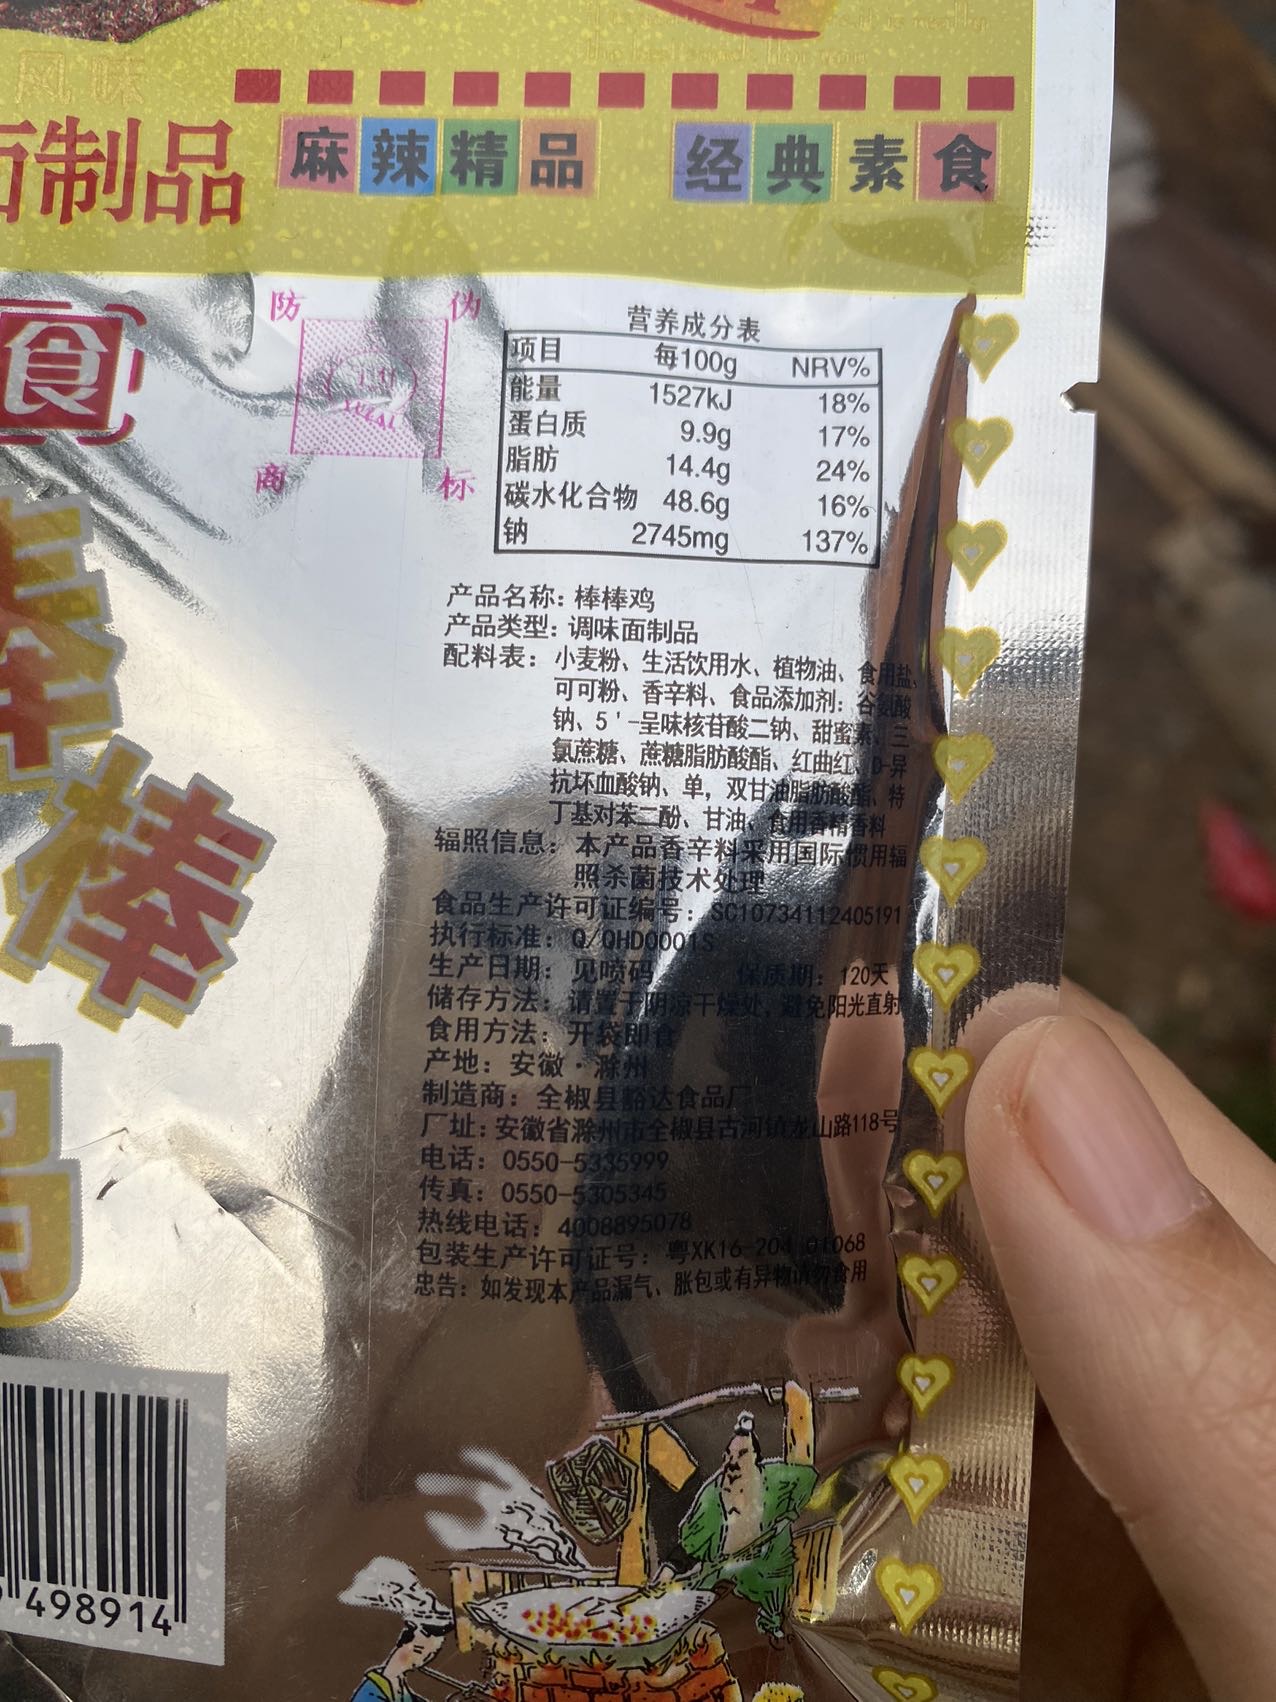 风味
面制品 麻辣精品 经典素食
食
防 伪
商 标
营养成分表
项目 每100g NRV%
能量 1527kJ 18%
蛋白质 9.9g 17%
脂肪 14.4g 24%
碳水化合物 48.6g 16%
钠 2745mg 137%
产品名称: 棒棒鸡
产品类型: 调味面制品
配料表: 小麦粉、生活饮用水、植物油、食用盐、
可可粉、香辛料、食品添加剂: 谷氨酸
钠、5'-呈味核苷酸二钠、甜蜜素、三
氯蔗糖、蔗糖脂肪酸酯、红曲红、D-异
抗坏血酸钠、单，双甘油脂肪酸酯、特
丁基对苯二酚、甘油、食用香精香料
辐照信息: 本产品香辛料采用国际惯用辐
照杀菌技术处理
食品生产许可证编号: SC10734112405191
执行标准: Q/QHD0001S
生产日期: 见喷码 保质期: 120天
储存方法: 请置于阴凉干燥处, 避免阳光直射
食用方法: 开袋即食
产地: 安徽·滁州
制造商: 全椒县豁达食品厂
厂址: 安徽省滁州市全椒县古河镇龙山路118号
电话: 0550-5335999
传真: 0550-5305345
热线电话: 4008895078
包装生产许可证号: 粤XK16-204 01068
忠告: 如发现本产品漏气、胀包或有异物请勿食用
棒
棒
498914